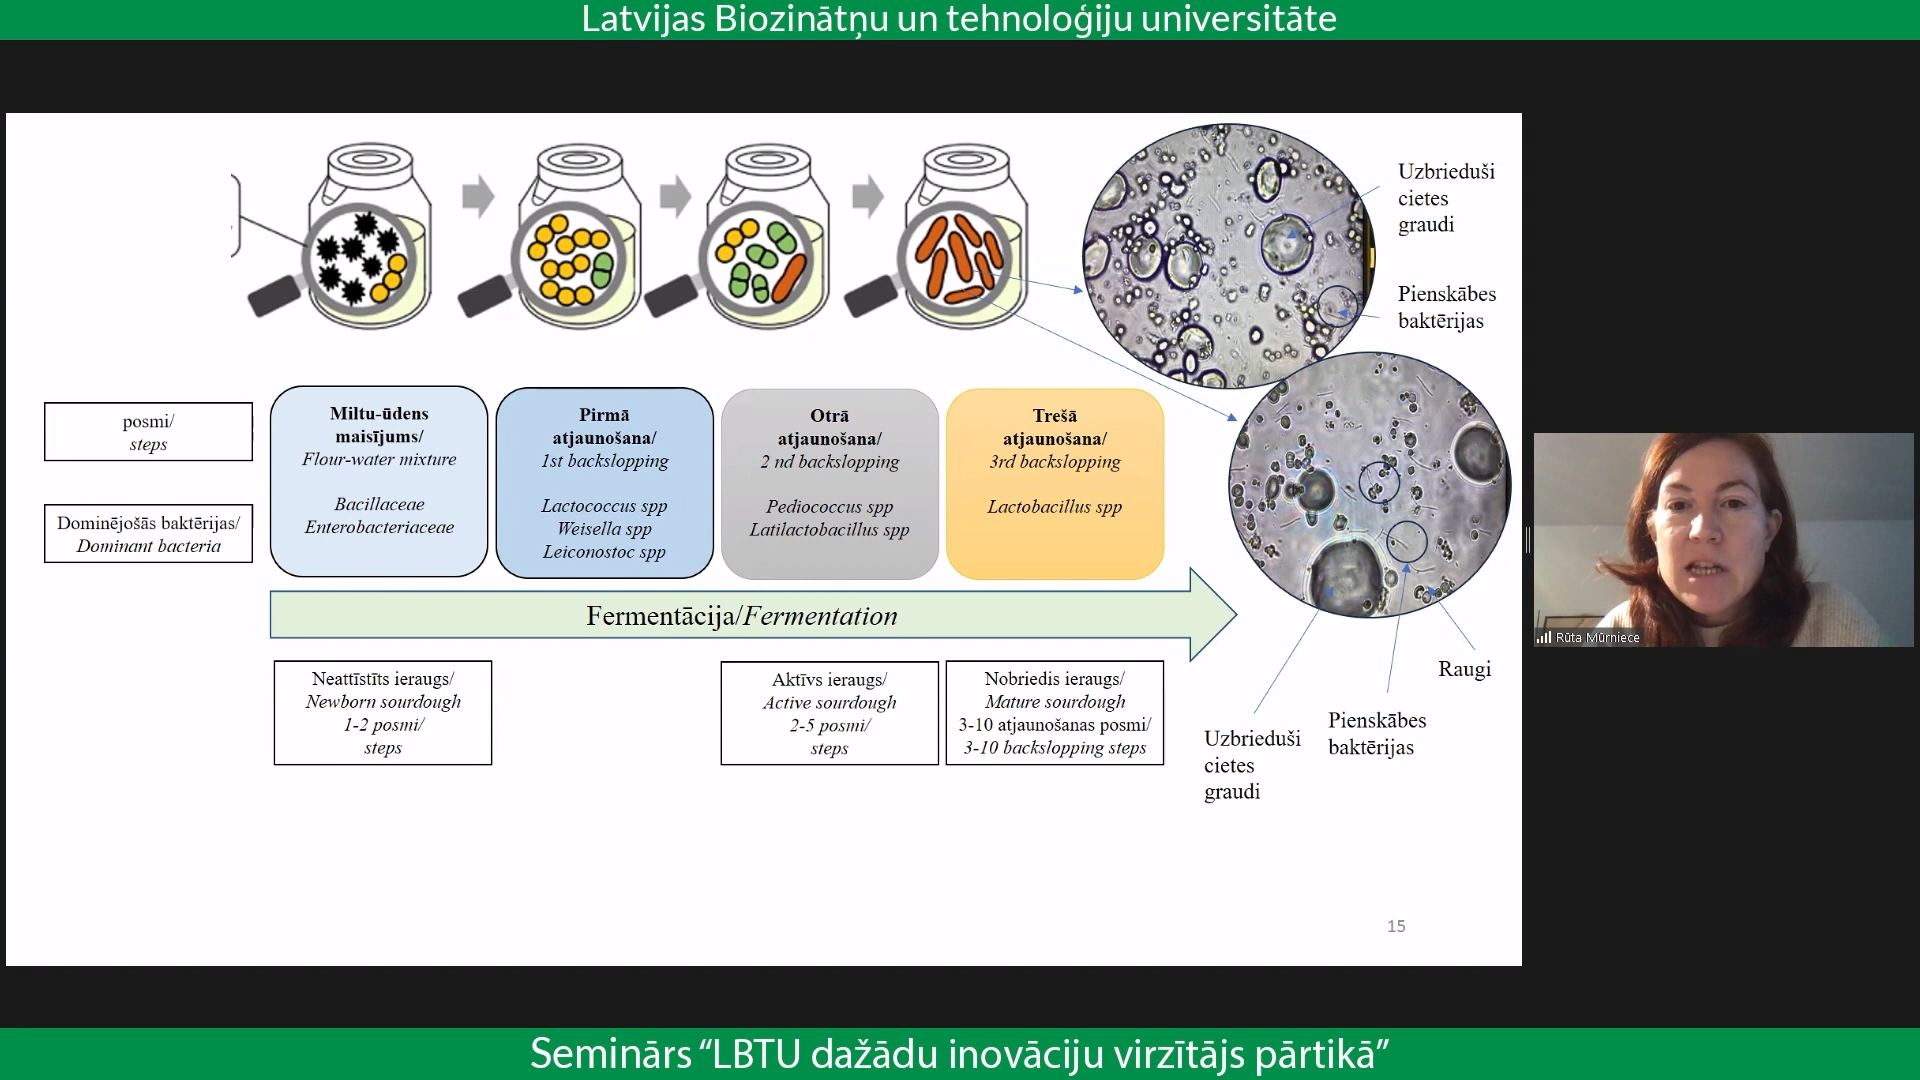 Latvijas Biozinātņu un tehnoloģiju universitāte
Uzbrieduši
cietes
graudi
Pienskābes
baktērijas
posmi/
steps
Miltu-ūdens
maisījums/
Flour-water mixture
Pirmā
atjaunošana/
1st backslopping
Otrā
atjaunošana/
2 nd backslopping
Trešā
atjaunošana/
3rd backslopping
Dominējošās baktērijas/
Dominant bacteria
Bacillaceae
Enterobacteriaceae
Lactococcus spp
Weisella spp
Leiconostoc spp
Pediococcus spp
Latilactobacillus spp
Lactobacillus spp
Fermentācija/Fermentation
Neattīstīts ieraugs/
Newborn sourdough
1-2 posmi/
steps
Aktīvs ieraugs/
Active sourdough
2-5 posmi/
steps
Nobriedis ieraugs/
Mature sourdough
3-10 atjaunošanas posmi/
3-10 backslopping steps
Uzbrieduši
cietes
graudi
Pienskābes
baktērijas
Raugi
Rūta Mūrniece
15
Seminārs “LBTU dažādu inovāciju virzītājs pārtikā”